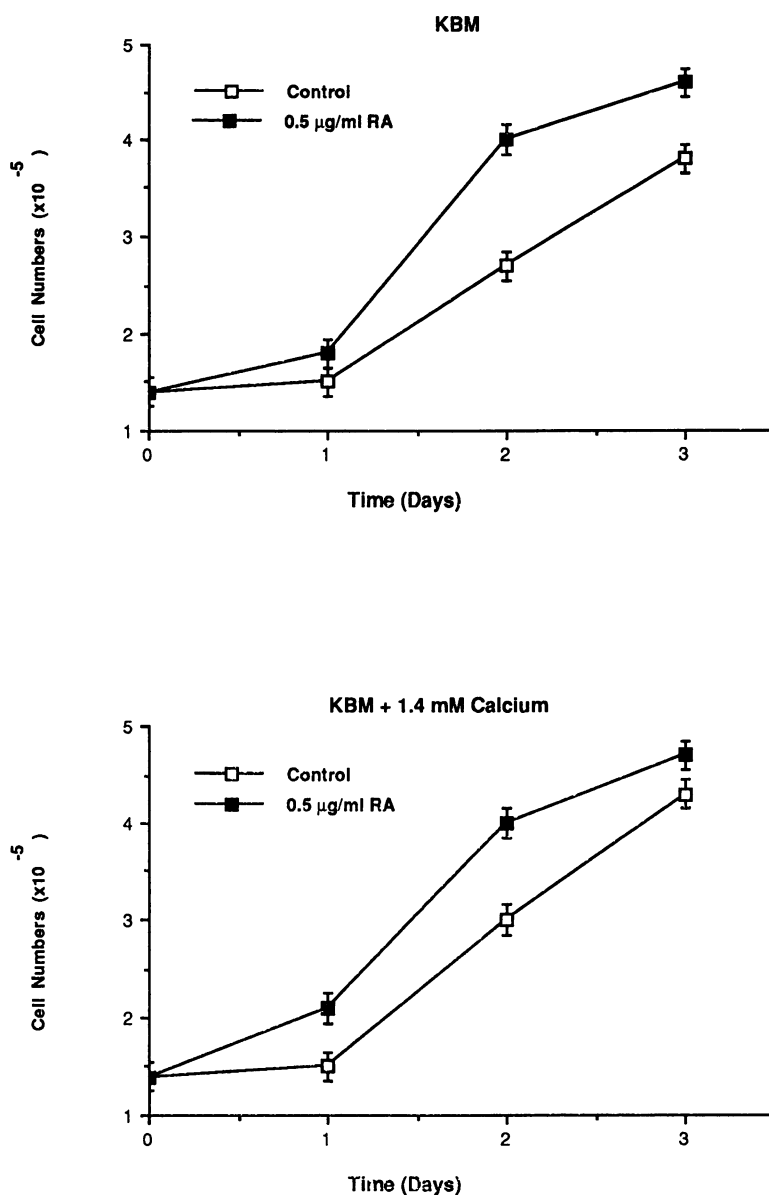 KBM
5
4
3
2
1
Control
0.5 µg/ml RA
Cell Numbers (x10 -5 )
0 1 2 3
Time (Days)
KBM + 1.4 mM Calcium
5
4
3
2
1
Control
0.5 µg/ml RA
Cell Numbers (x10 -5 )
0 1 2 3
Time (Days)